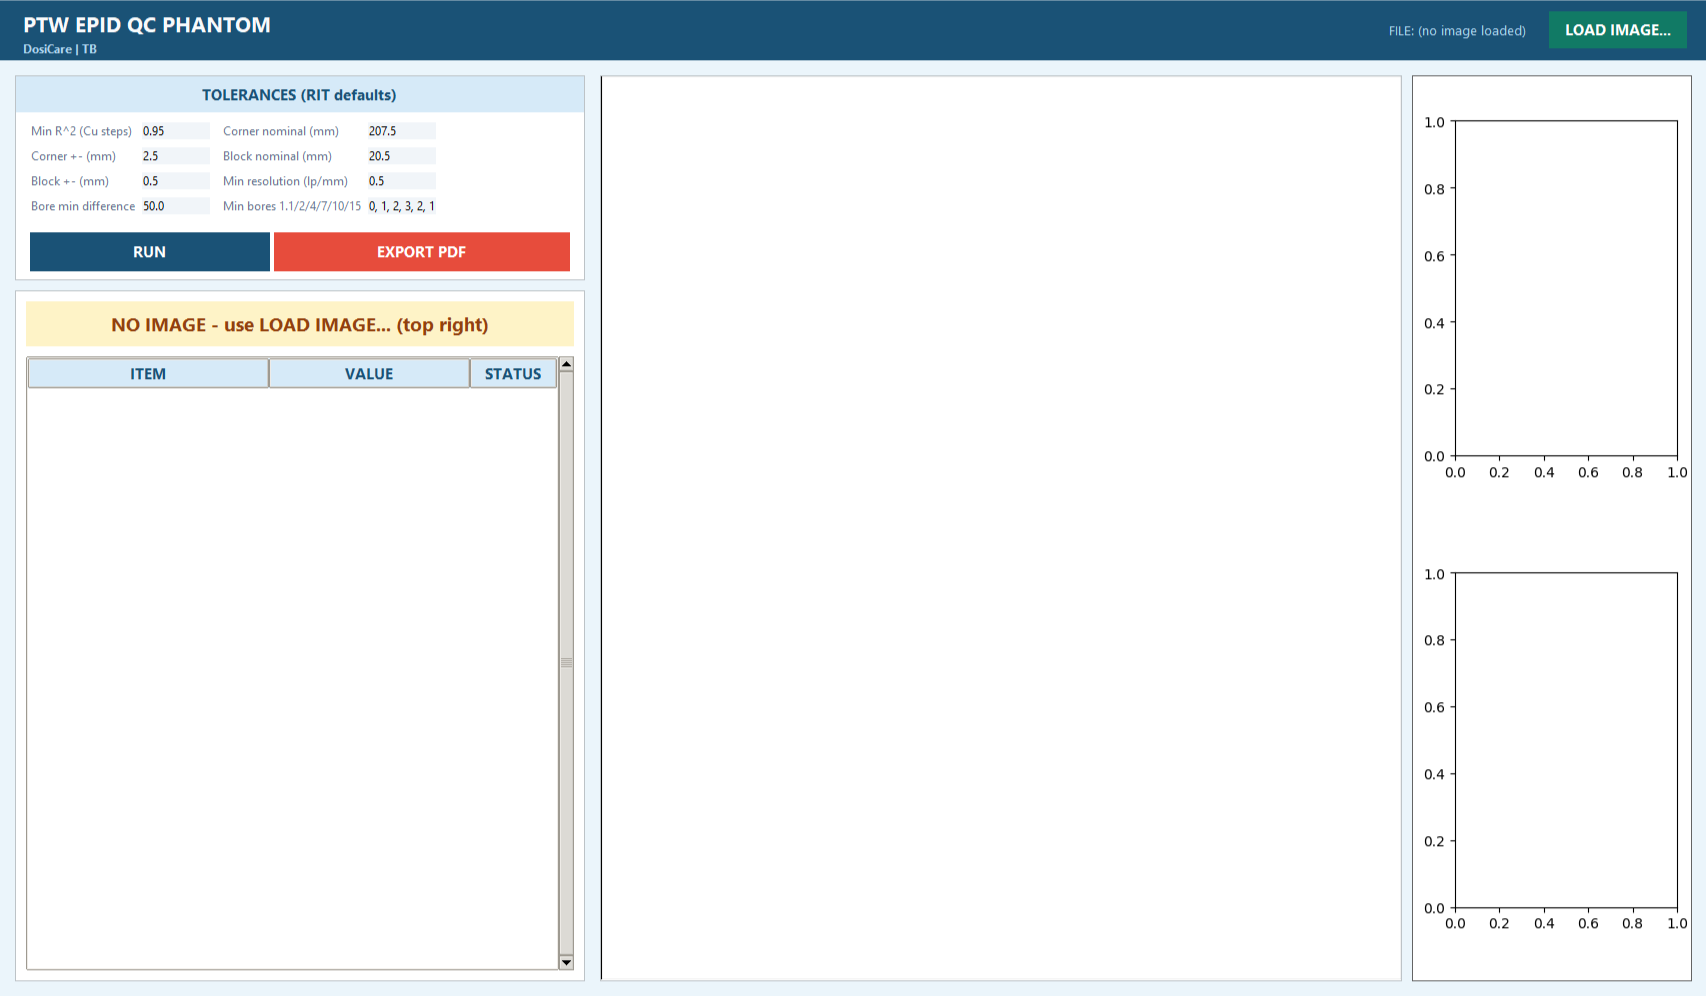 PTW EPID QC PHANTOM
DosiCare | TB
FILE: (no image loaded)
LOAD IMAGE...
TOLERANCES (RIT defaults)
Min R^2 (Cu steps) 0.95 Corner nominal (mm) 207.5
Corner +- (mm) 2.5 Block nominal (mm) 20.5
Block +- (mm) 0.5 Min resolution (lp/mm) 0.5
Bore min difference 50.0 Min bores 1.1/2/4/7/10/15 0, 1, 2, 3, 2, 1
RUN EXPORT PDF
NO IMAGE - use LOAD IMAGE... (top right)
ITEM VALUE STATUS
1.0
0.8
0.6
0.4
0.2
0.0
0.0 0.2 0.4 0.6 0.8 1.0
1.0
0.8
0.6
0.4
0.2
0.0
0.0 0.2 0.4 0.6 0.8 1.0